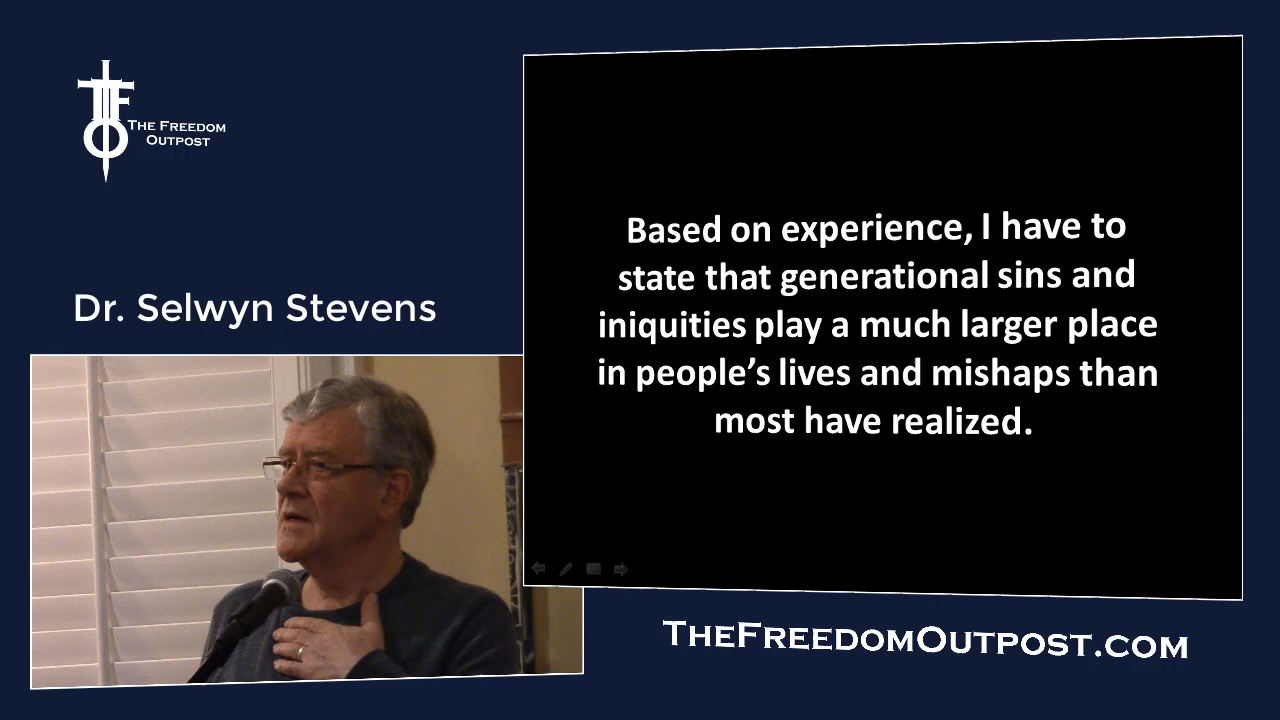 The Freedom
Outpost
Dr. Selwyn Stevens
Based on experience, I have to
state that generational sins and
iniquities play a much larger place
in people's lives and mishaps than
most have realized.
TheFreedomOutpost.com